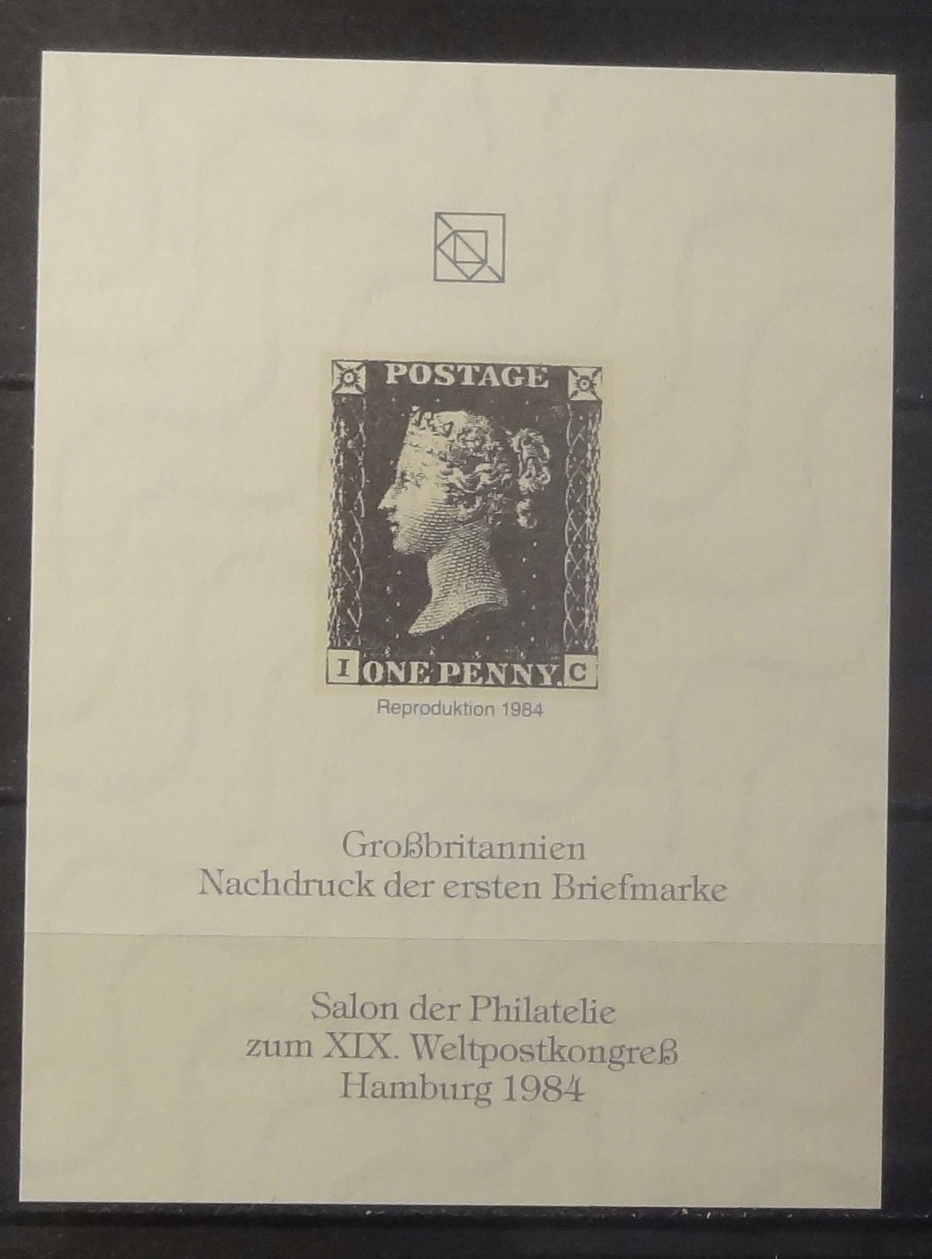 POSTAGE
I ONE PENNY. C
Reproduktion 1984
Großbritannien
Nachdruck der ersten Briefmarke
Salon der Philatelie
zum XIX. Weltpostkongreß
Hamburg 1984